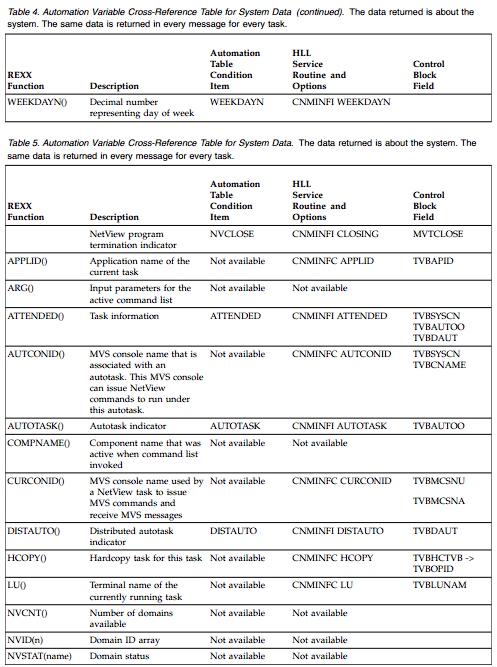 Table 4. Automation Variable Cross-Reference Table for System Data (continued). The data returned is about the
system. The same data is returned in every message for every task.
REXX Function Description Automation Table Condition Item HLL Service Routine and Options Control Block Field
WEEKDAYN() Decimal number WEEKDAYN CNMINFI WEEKDAYN
representing day of week
Table 5. Automation Variable Cross-Reference Table for System Data. The data returned is about the system. The
same data is returned in every message for every task.
REXX Function Description Automation Table Condition Item HLL Service Routine and Options Control Block Field
NetView program NVCLOSE CNMINFI CLOSING MVTCLOSE
termination indicator
APPLID() Application name of the Not available CNMINFC APPLID TVBAPID
current task
ARG() Input parameters for the Not available Not available
active command list
ATTENDED() Task information ATTENDED CNMINFI ATTENDED TVBSYSCN
TVBAUTOO
TVBDAUT
AUTCONID() MVS console name that is Not available CNMINFC AUTCONID TVBSYSCN
associated with an TVBCNAME
autotask. This MVS console
can issue NetView
commands to run under
this autotask.
AUTOTASK() Autotask indicator AUTOTASK CNMINFI AUTOTASK TVBAUTOO
COMPNAME() Component name that was Not available Not available
active when command list
invoked
CURCONID() MVS console name used by Not available CNMINFC CURCONID TVBMCSNU
a NetView task to issue
MVS commands and TVBMCSNA
receive MVS messages
DISTAUTO() Distributed autotask DISTAUTO CNMINFI DISTAUTO TVBDAUT
indicator
HCOPY() Hardcopy task for this task Not available CNMINFC HCOPY TVBHCTVB ->
TVBOPID
LU() Terminal name of the Not available CNMINFC LU TVBLUNAM
currently running task
NVCNT() Number of domains Not available Not available
available
NVID(n) Domain ID array Not available Not available
NVSTAT(name) Domain status Not available Not available